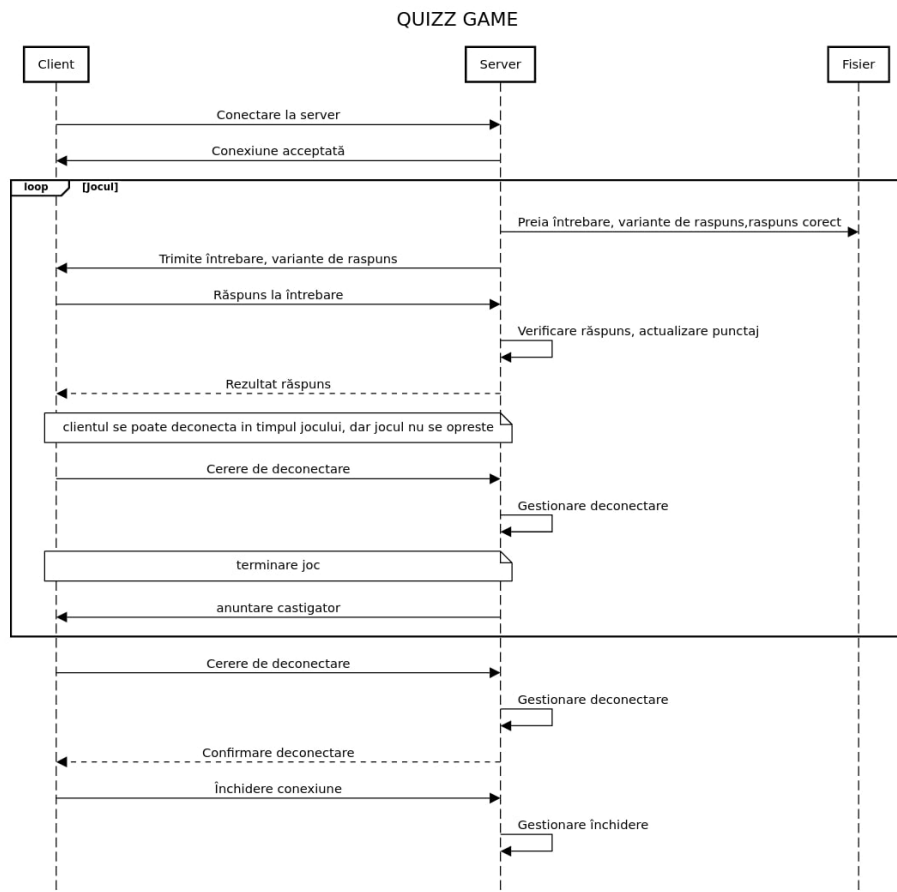 QUIZZ GAME
Client
Server
Fisier
Conectare la server
Conexiune acceptată
loop
[Jocul]
Preia întrebare, variante de raspuns,raspuns corect
Trimite întrebare, variante de raspuns
Răspuns la întrebare
Verificare răspuns, actualizare punctaj
Rezultat răspuns
clientul se poate deconecta in timpul jocului, dar jocul nu se opreste
Cerere de deconectare
Gestionare deconectare
terminare joc
anuntare castigator
Cerere de deconectare
Gestionare deconectare
Confirmare deconectare
Închidere conexiune
Gestionare închidere